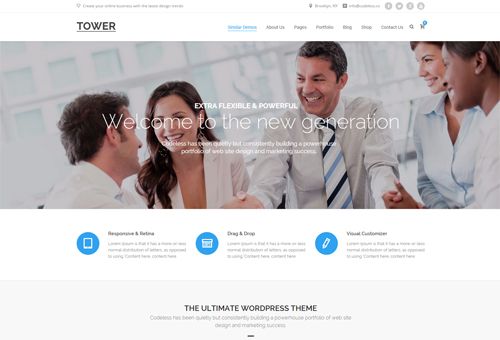 Create your online business with the latest design trends
Brooklyn, NY
info@codeless.co
TOWER
Similar Demos
About Us
Pages
Portfolio
Blog
Shop
Contact Us
EXTRA FLEXIBLE & POWERFUL
Welcome to the new generation
Codeless has been quietly but consistently building a powerhouse
portfolio of web site design and marketing success.
Responsive & Retina
Lorem Ipsum is that it has a more-or-less
normal distribution of letters, as opposed
to using. Content here, content here.
Drag & Drop
Lorem Ipsum is that it has a more-or-less
normal distribution of letters, as opposed
to using. Content here, content here.
Visual Customizer
Lorem Ipsum is that it has a more-or-less
normal distribution of letters, as opposed
to using. Content here, content here.
THE ULTIMATE WORDPRESS THEME
Codeless has been quietly but consistently building a powerhouse portfolio of web site
design and marketing success.